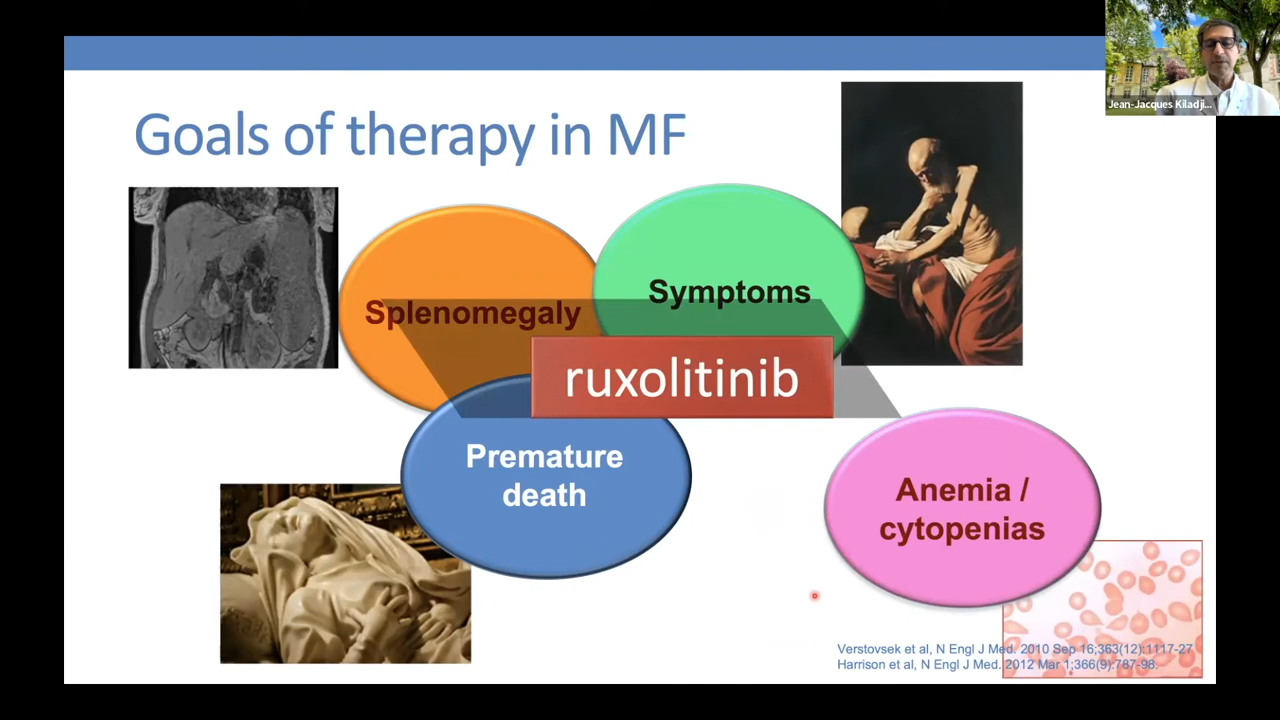 Jean-Jacques Kiladji...
Goals of therapy in MF
Splenomegaly
Symptoms
ruxolitinib
Premature
death
Anemia /
cytopenias
Verstovsek et al, N Engl J Med. 2010 Sep 16;363(12):1117-27
Harrison et al, N Engl J Med. 2012 Mar 1;366(9):787-98.